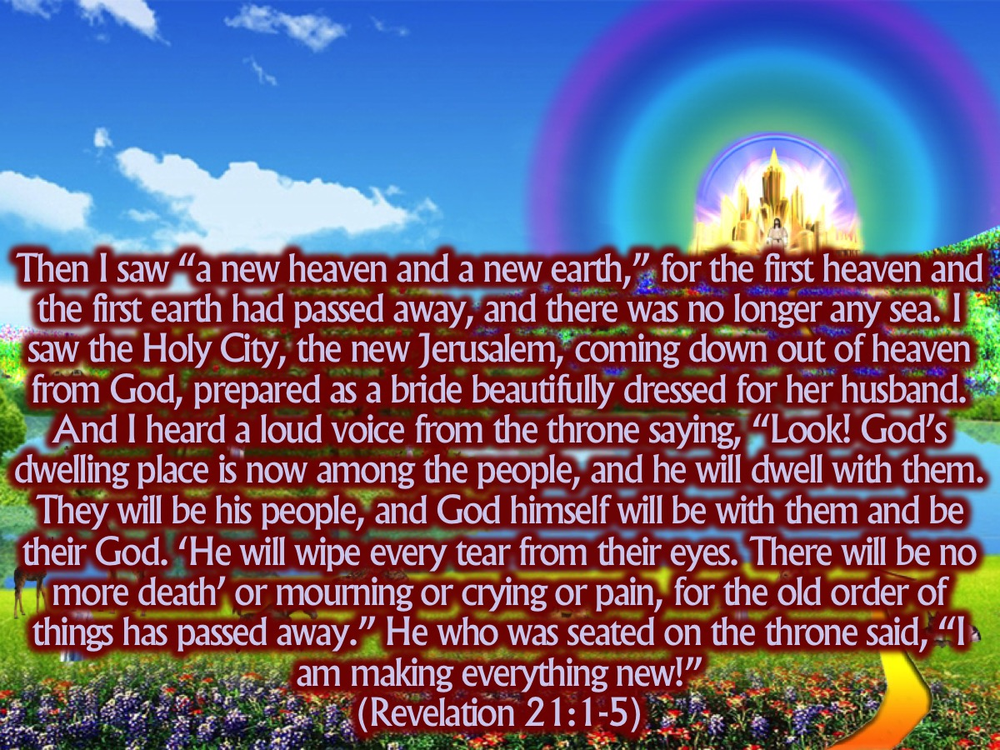 Then I saw “a new heaven and a new earth,” for the first heaven and
the first earth had passed away, and there was no longer any sea. I
saw the Holy City, the new Jerusalem, coming down out of heaven
from God, prepared as a bride beautifully dressed for her husband.
And I heard a loud voice from the throne saying, “Look! God’s
dwelling place is now among the people, and he will dwell with them.
They will be his people, and God himself will be with them and be
their God. ‘He will wipe every tear from their eyes. There will be no
more death’ or mourning or crying or pain, for the old order of
things has passed away.” He who was seated on the throne said, “I
am making everything new!”
(Revelation 21:1-5)